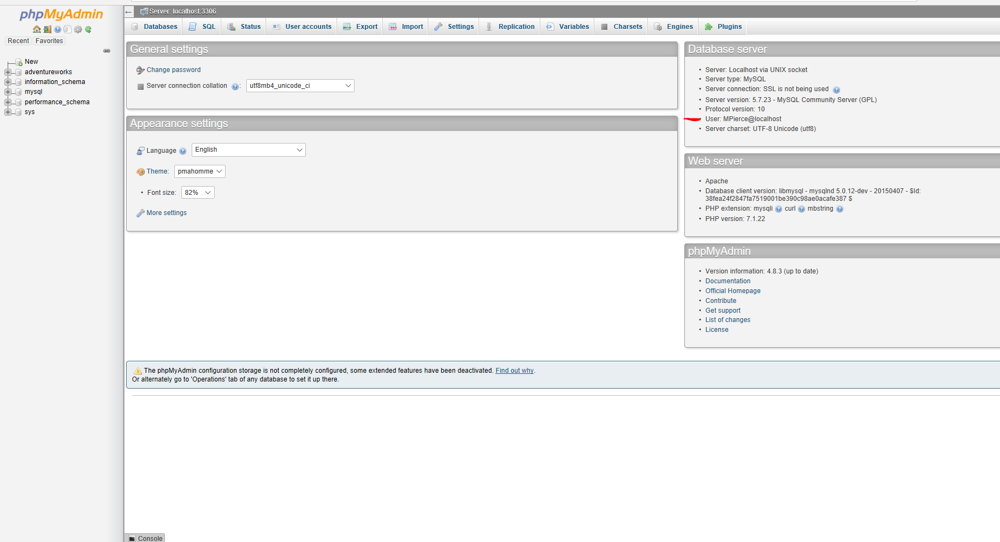 phpMyAdmin
Recent
Favorites
New
adventureworks
information_schema
mysql
performance_schema
sys
Server: localhost:3306
Databases
SQL
Status
User accounts
Export
Import
Settings
Replication
Variables
Charsets
Engines
Plugins
General settings
Change password
Server connection collation :
utf8mb4_unicode_ci
Appearance settings
Language
English
Theme:
pmahomme
• Font size:
82%
More settings
Database server
• Server: Localhost via UNIX socket
• Server type: MySQL
• Server connection: SSL is not being used
• Server version: 5.7.23 - MySQL Community Server (GPL)
• Protocol version: 10
• User: MPierce@localhost
• Server charset: UTF-8 Unicode (utf8)
Web server
• Apache
• Database client version: libmysql - mysqlnd 5.0.12-dev - 20150407 - $Id:
38fea24f2847fa7519001be390c98ae0acafe387 $
• PHP extension: mysqli curl mbstring
• PHP version: 7.1.22
phpMyAdmin
• Version information: 4.8.3 (up to date)
• Documentation
• Official Homepage
• Contribute
• Get support
• List of changes
• License
The phpMyAdmin configuration storage is not completely configured, some extended features have been deactivated. Find out why.
Or alternately go to 'Operations' tab of any database to set it up there.
Console